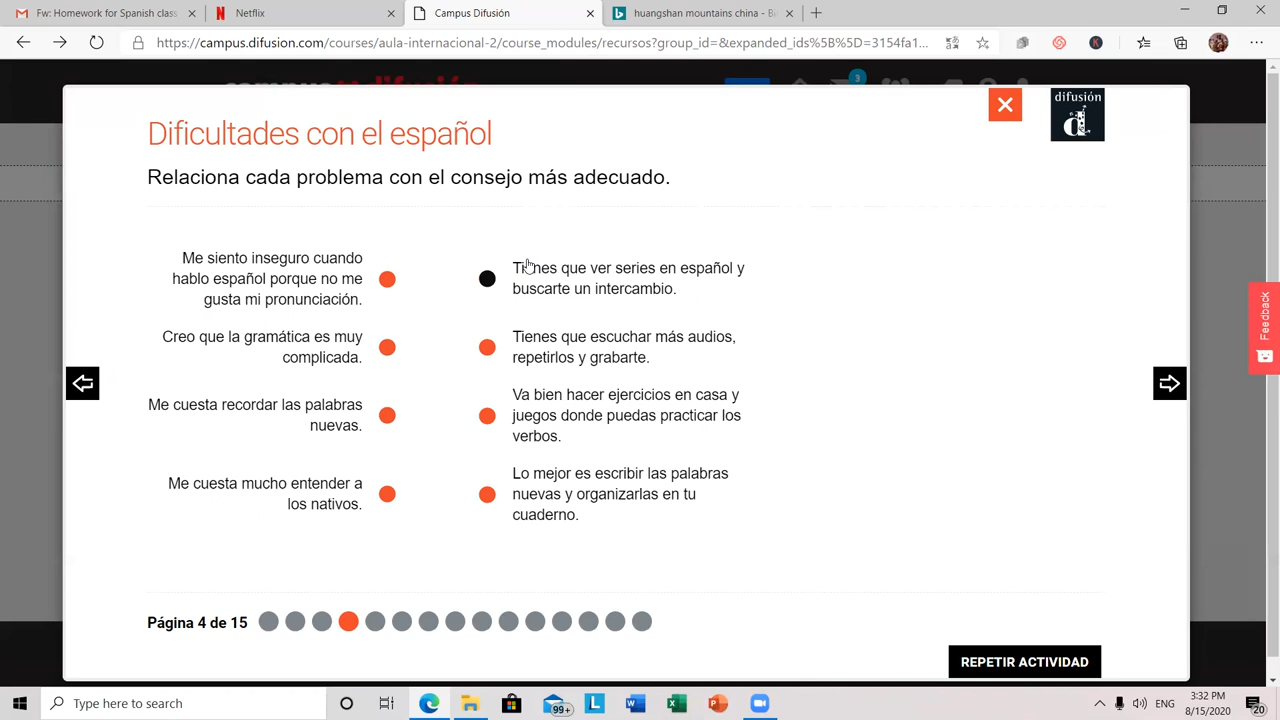 Fw: Homework for Spanish class
Netflix
Campus Difusión
huangshan mountains china - Bi
https://campus.difusion.com/courses/aula-internacional-2/course_modules/recursos?group_id=&expanded_ids%5B%5D=3154fa1...
3
difusión
d
Dificultades con el español
Relaciona cada problema con el consejo más adecuado.
Me siento inseguro cuando
hablo español porque no me
gusta mi pronunciación.
Tienes que ver series en español y
buscarte un intercambio.
Creo que la gramática es muy
complicada.
Tienes que escuchar más audios,
repetirlos y grabarte.
Me cuesta recordar las palabras
nuevas.
Va bien hacer ejercicios en casa y
juegos donde puedas practicar los
verbos.
Me cuesta mucho entender a
los nativos.
Lo mejor es escribir las palabras
nuevas y organizarlas en tu
cuaderno.
Feedback
Página 4 de 15
REPETIR ACTIVIDAD
Type here to search
99+
L
ENG
3:32 PM
8/15/2020
20